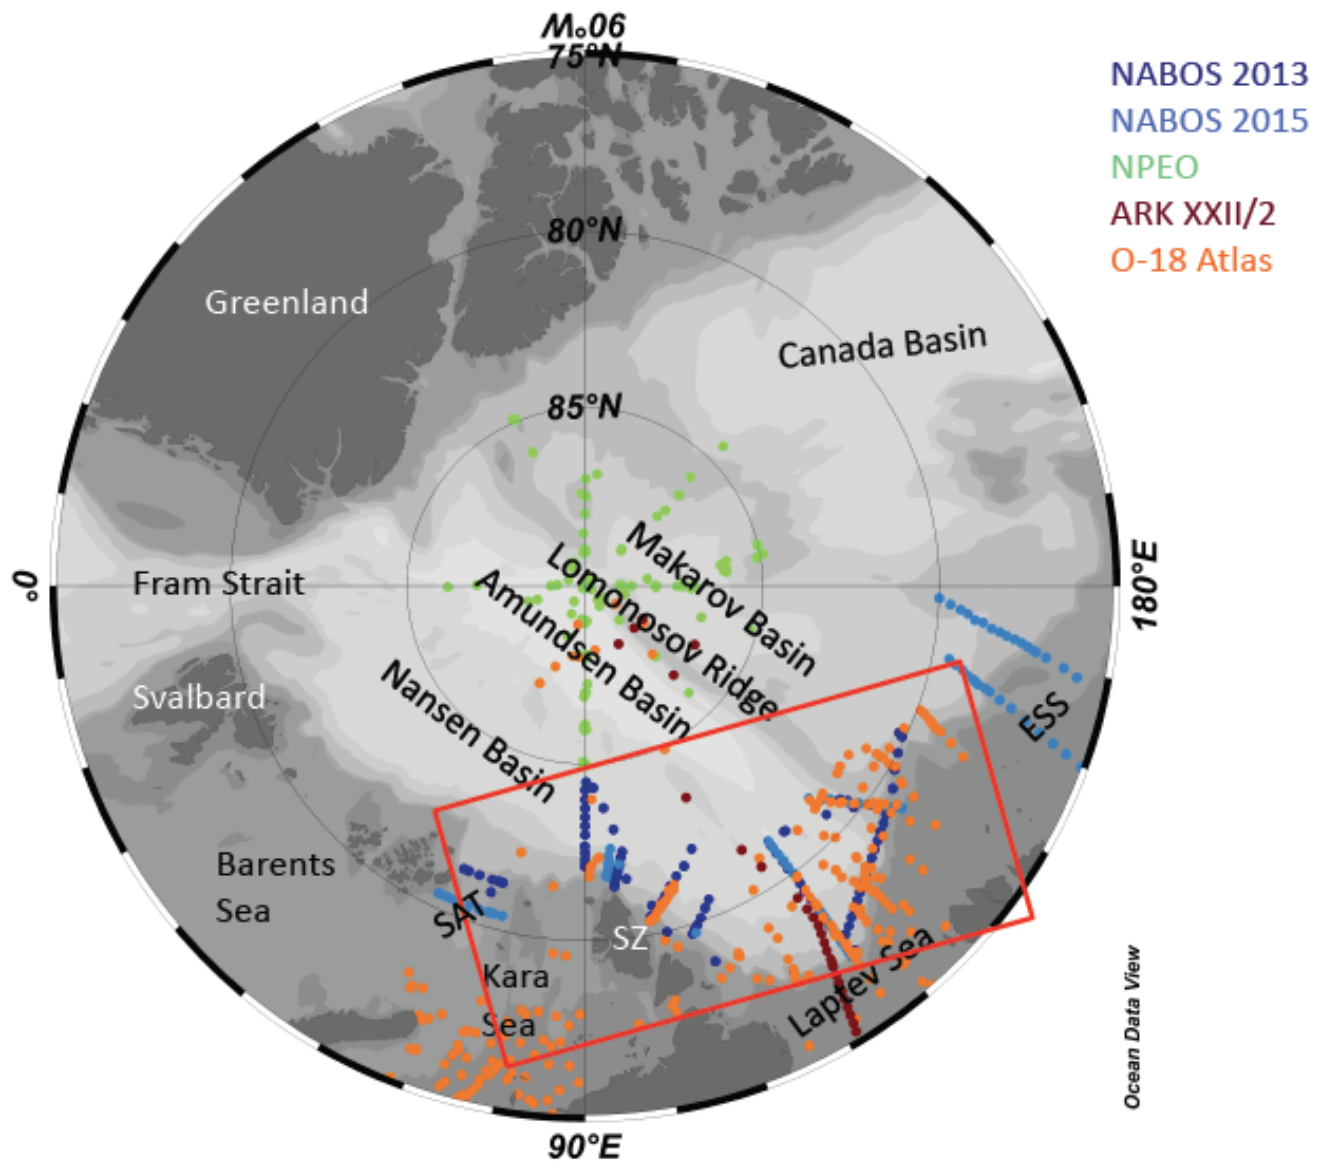 90°W
75°N
NABOS 2013
NABOS 2015
NPEO
ARK XXII/2
O-18 Atlas
80°N
Greenland
Canada Basin
85°N
Makarov Basin
Lomonosov Ridge
Amundsen Basin
Nansen Basin
0°
Fram Strait
180°E
Svalbard
ESS
Barents
Sea
SAT
SZ
Kara
Sea
Laptev Sea
Ocean Data View
90°E